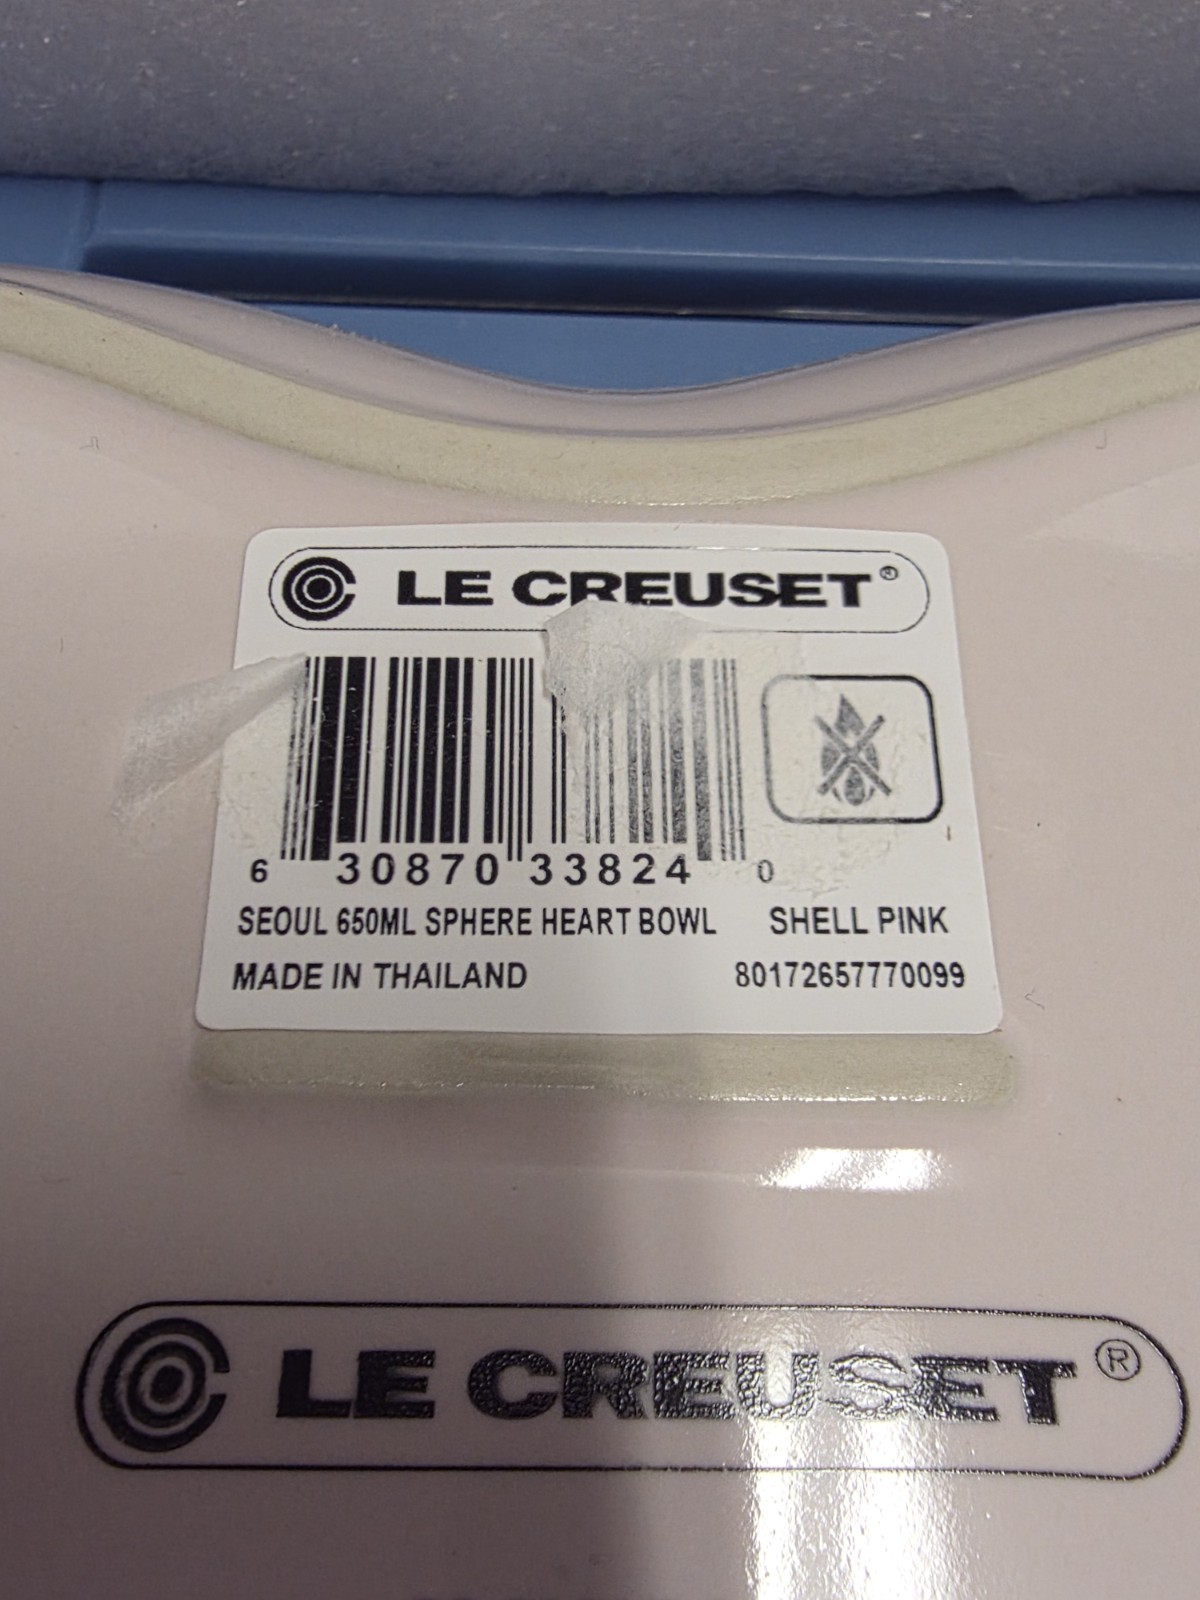 LE CREUSET®
6 30870 33824 0
SEOUL 650ML SPHERE HEART BOWL SHELL PINK
MADE IN THAILAND 80172657770099
LE CREUSET®